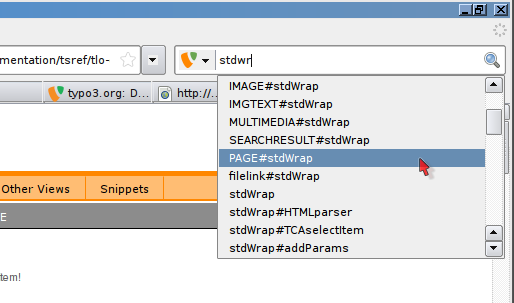 mentation/tsref/tlo-
stdwr
typo3.org: D...
http://...
IMAGE#stdWrap
IMGTEXT#stdWrap
MULTIMEDIA#stdWrap
SEARCHRESULT#stdWrap
PAGE#stdWrap
filelink#stdWrap
stdWrap
stdWrap#HTMLparser
stdWrap#TCAselectItem
stdWrap#addParams
Other Views Snippets
E
tem!